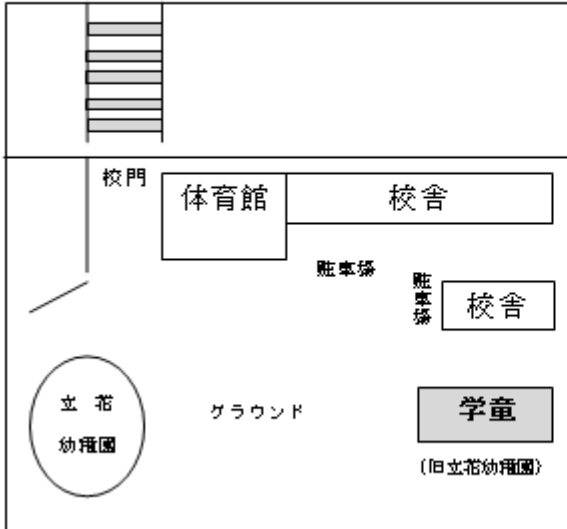 校門
体育館
校舎
駐車場
駐車場
校舎
立 花
幼稚園
グラウンド
学童
(旧立花幼稚園)